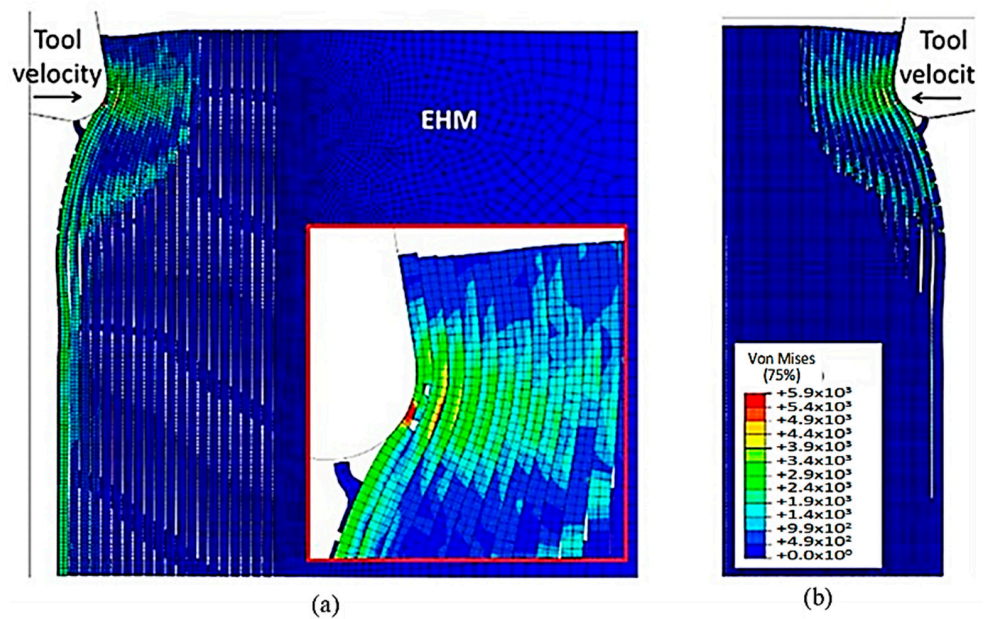 Tool
velocity
EHM
Tool
velocit
Von Mises
(75%)
+5.9x10³
+5.4x10³
+4.9x10³
+4.4x10³
+3.9x10³
+3.4x10³
+2.9x10³
+2.4x10³
+1.9x10³
+1.4x10³
+9.9x10²
+4.9x10²
+0.0x10⁰
(a)
(b)